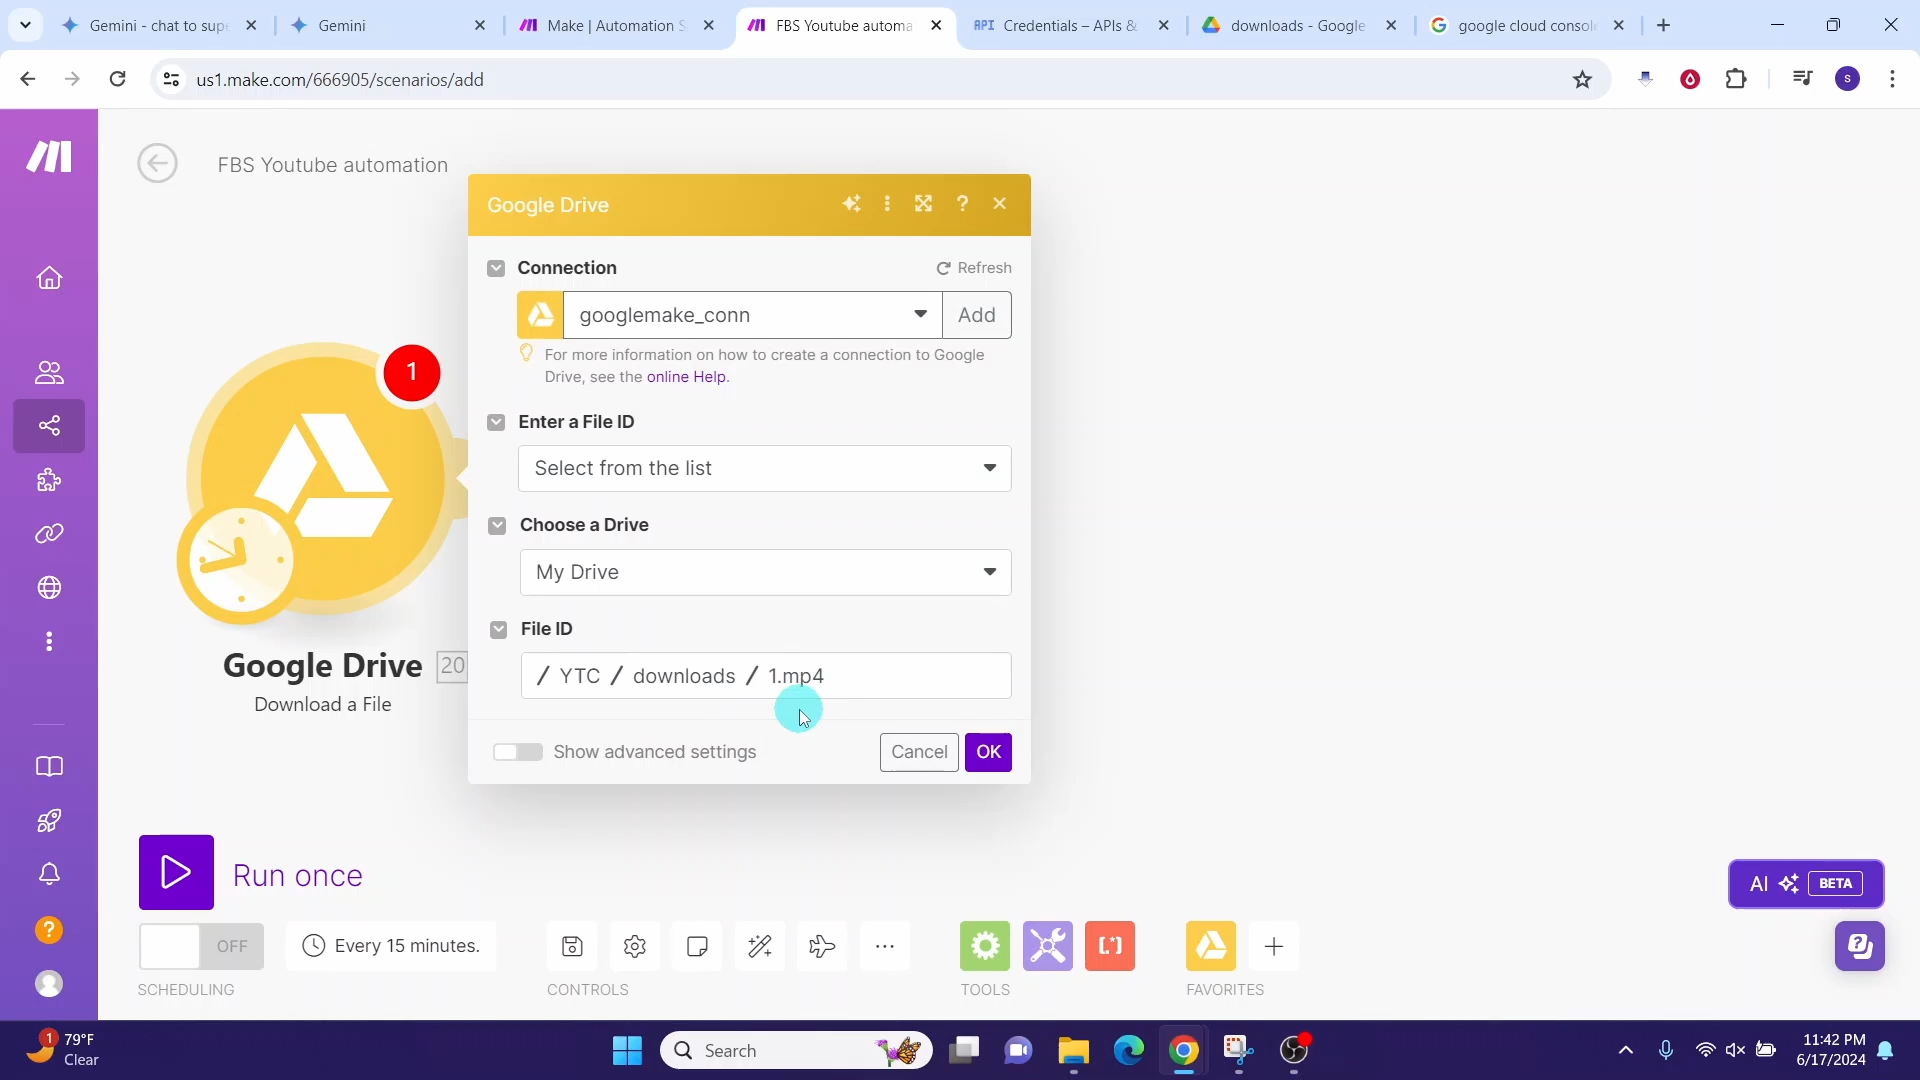 Gemini - chat to sup
Gemini
Make | Automation S
FBS Youtube automa
API Credentials – APIs &
downloads - Google
google cloud consol
us1.make.com/666905/scenarios/add
S
FBS Youtube automation
Google Drive
?
Connection
Refresh
googlemake_conn
Add
For more information on how to create a connection to Google
Drive, see the online Help.
Enter a File ID
Select from the list
Choose a Drive
My Drive
File ID
/ YTC / downloads / 1.mp4
Show advanced settings
Cancel
OK
1
Google Drive 20
Download a File
Run once
AI BETA
OFF
Every 15 minutes.
SCHEDULING
CONTROLS
TOOLS
FAVORITES
?
1
79°F
Clear
Search
11:42 PM
6/17/2024